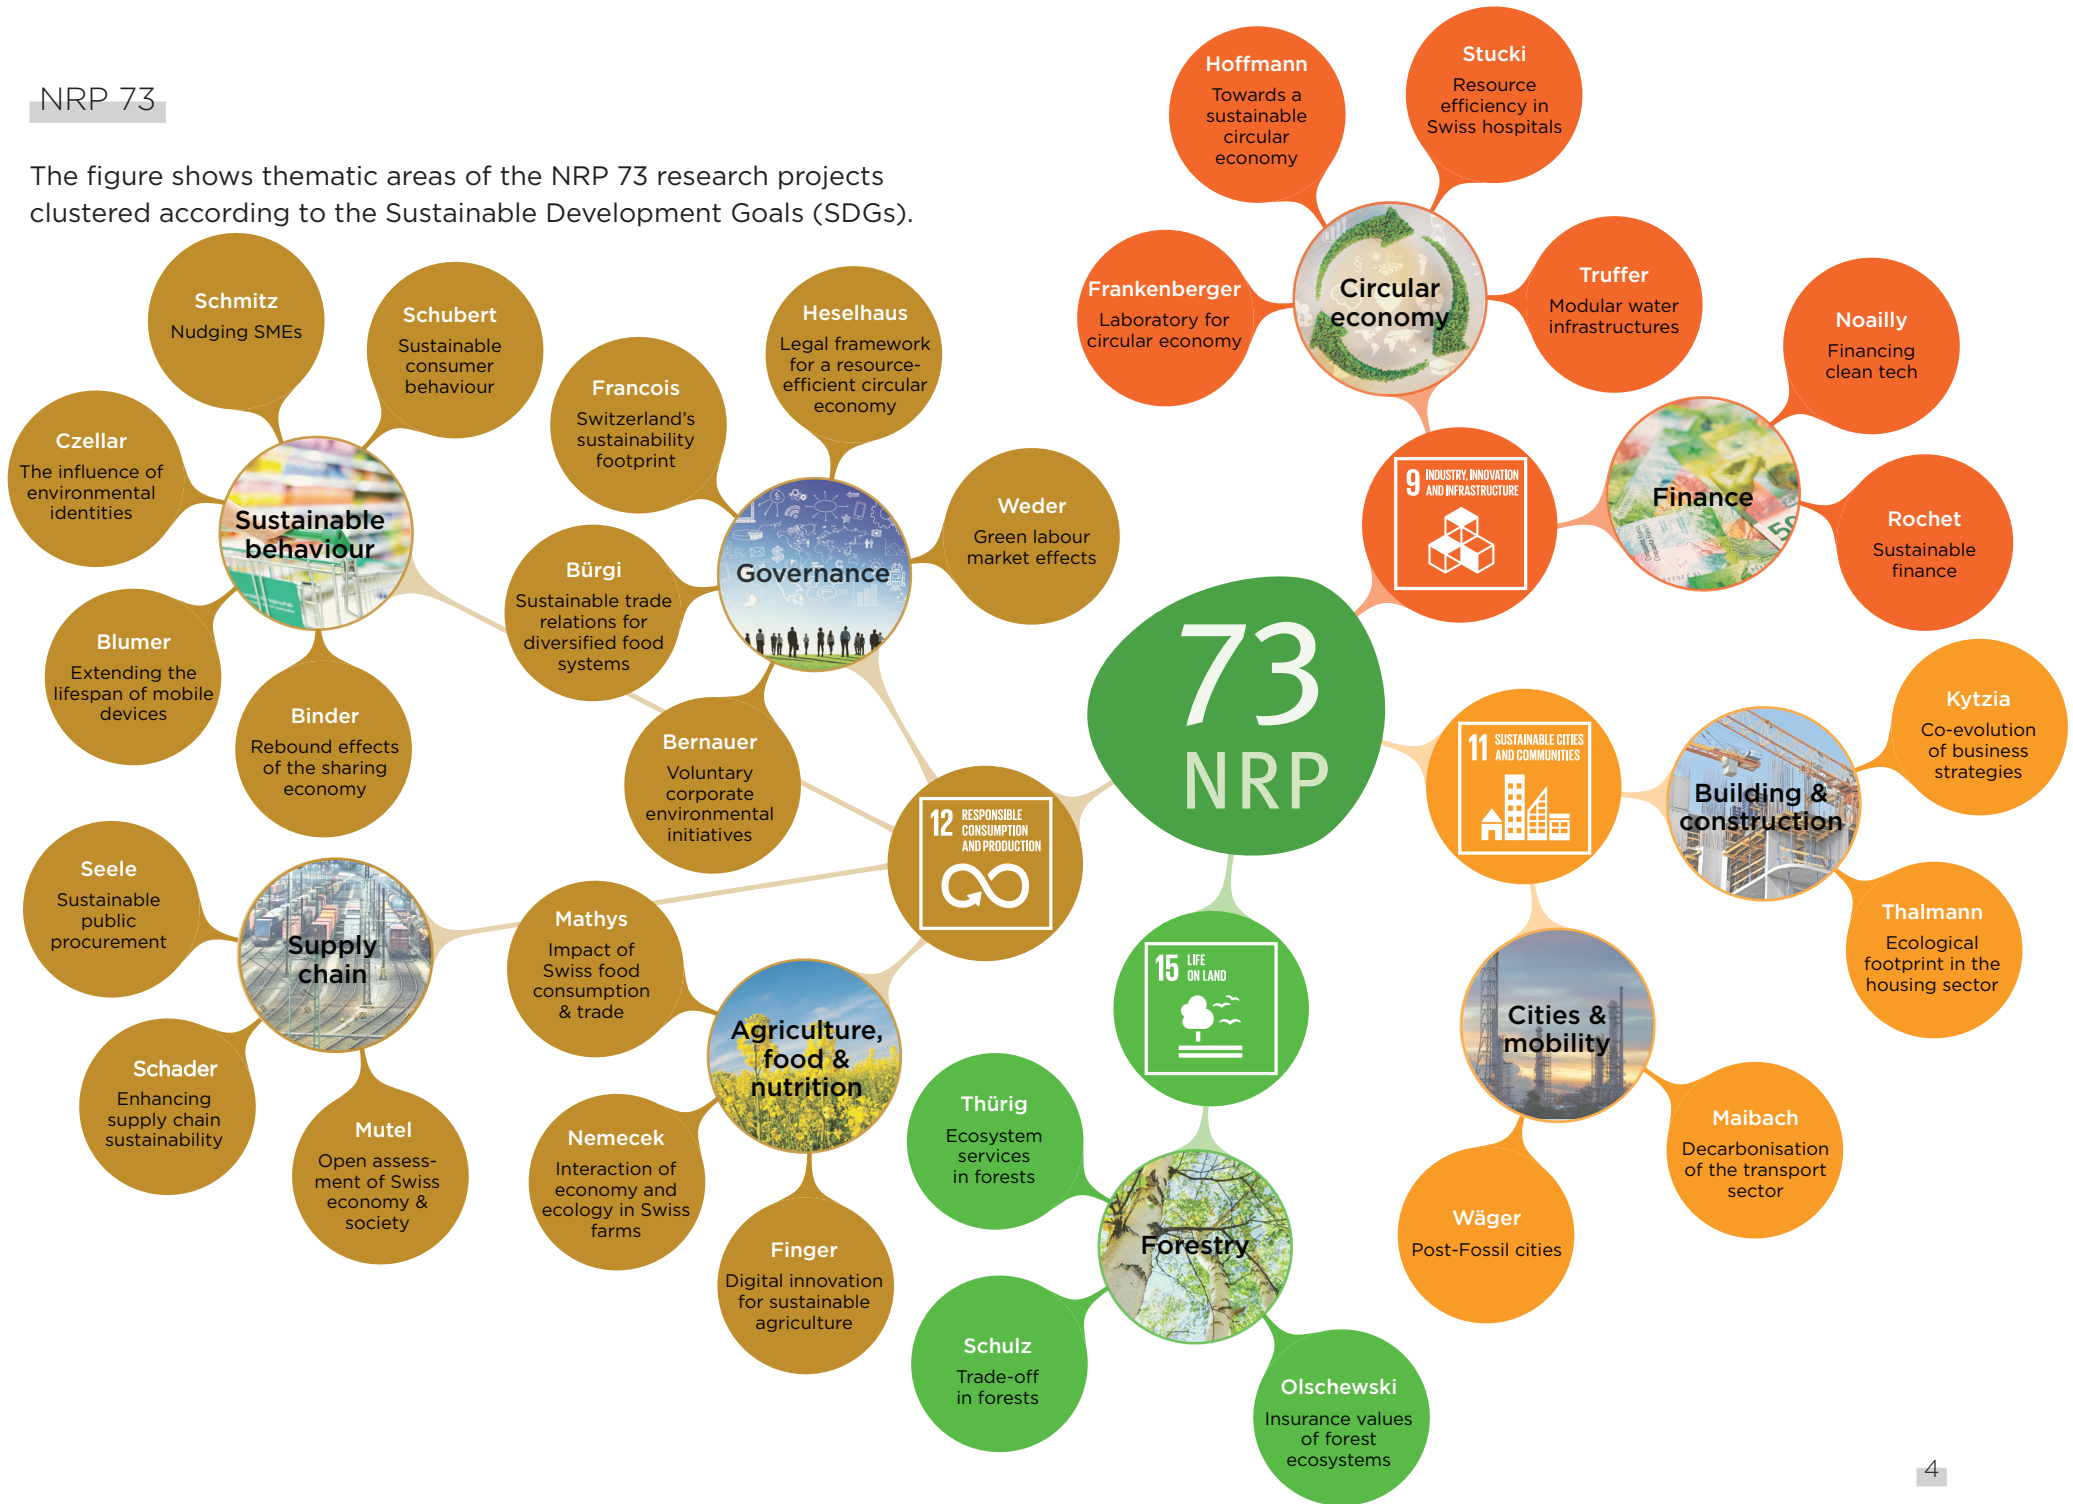 NRP 73
The figure shows thematic areas of the NRP 73 research projects
clustered according to the Sustainable Development Goals (SDGs).
Schmitz
Nudging SMEs
Schubert
Sustainable
consumer
behaviour
Czellar
The influence of
environmental
identities
Sustainable
behaviour
Blumer
Extending the
lifespan of mobile
devices
Binder
Rebound effects
of the sharing
economy
Francois
Switzerland's
sustainability
footprint
Heselhaus
Legal framework
for a resource-
efficient circular
economy
Weder
Green labour
market effects
Governance
Bürgi
Sustainable trade
relations for
diversified food
systems
Bernauer
Voluntary
corporate
environmental
initiatives
Seele
Sustainable
public
procurement
Supply
chain
Schader
Enhancing
supply chain
sustainability
Mutel
Open assess-
ment of Swiss
economy &
society
Mathys
Impact of
Swiss food
consumption
& trade
Agriculture,
food &
nutrition
Nemecek
Interaction of
economy and
ecology in Swiss
farms
Finger
Digital innovation
for sustainable
agriculture
12 RESPONSIBLE
CONSUMPTION
AND PRODUCTION
73
NRP
Hoffmann
Towards a
sustainable
circular
economy
Stucki
Resource
efficiency in
Swiss hospitals
Frankenberger
Laboratory for
circular economy
Circular
economy
Truffer
Modular water
infrastructures
9 INDUSTRY, INNOVATION
AND INFRASTRUCTURE
Finance
Noailly
Financing
clean tech
Rochet
Sustainable
finance
11 SUSTAINABLE CITIES
AND COMMUNITIES
Building &
construction
Kytzia
Co-evolution
of business
strategies
Thalmann
Ecological
footprint in the
housing sector
Cities &
mobility
Maibach
Decarbonisation
of the transport
sector
Wäger
Post-Fossil cities
15 LIFE
ON LAND
Thürig
Ecosystem
services
in forests
Forestry
Schulz
Trade-off
in forests
Olschewski
Insurance values
of forest
ecosystems
4